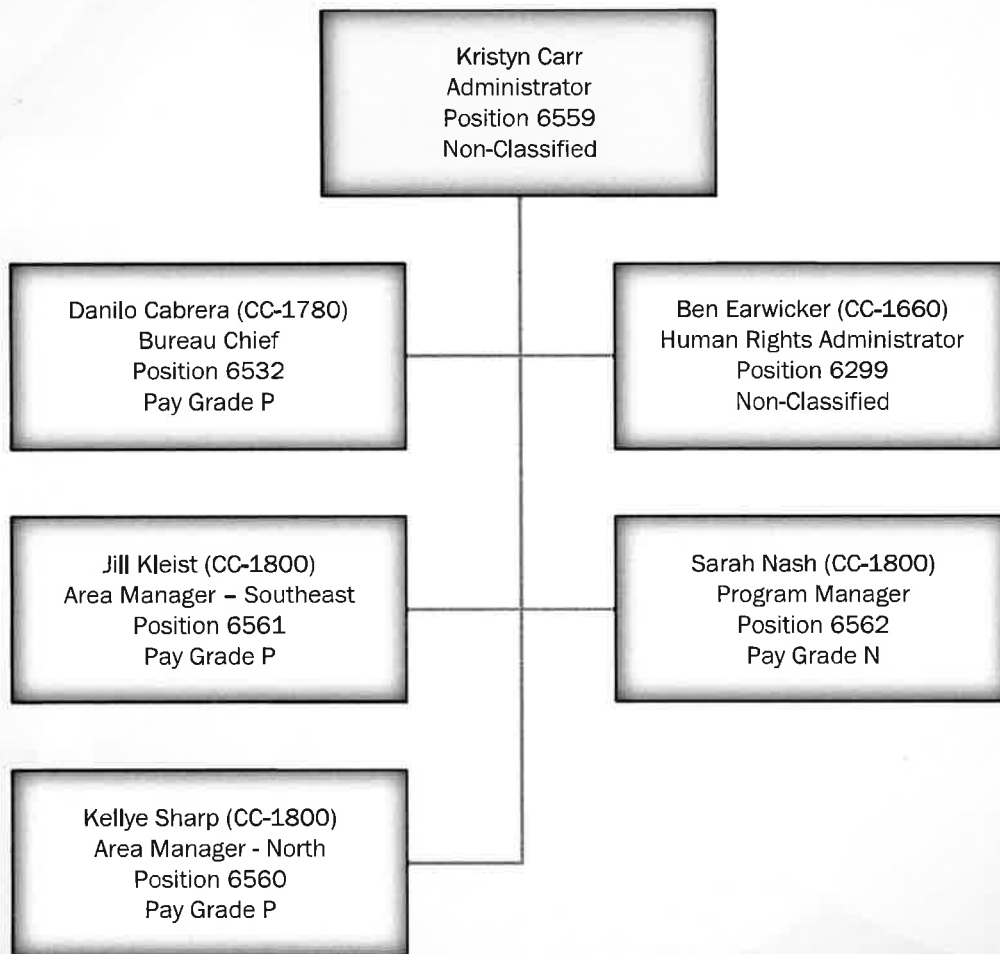 Kristyn Carr
Administrator
Position 6559
Non-Classified
Danilo Cabrera (CC-1780)
Bureau Chief
Position 6532
Pay Grade P
Ben Earwicker (CC-1660)
Human Rights Administrator
Position 6299
Non-Classified
Jill Kleist (CC-1800)
Area Manager – Southeast
Position 6561
Pay Grade P
Sarah Nash (CC-1800)
Program Manager
Position 6562
Pay Grade N
Kellye Sharp (CC-1800)
Area Manager - North
Position 6560
Pay Grade P